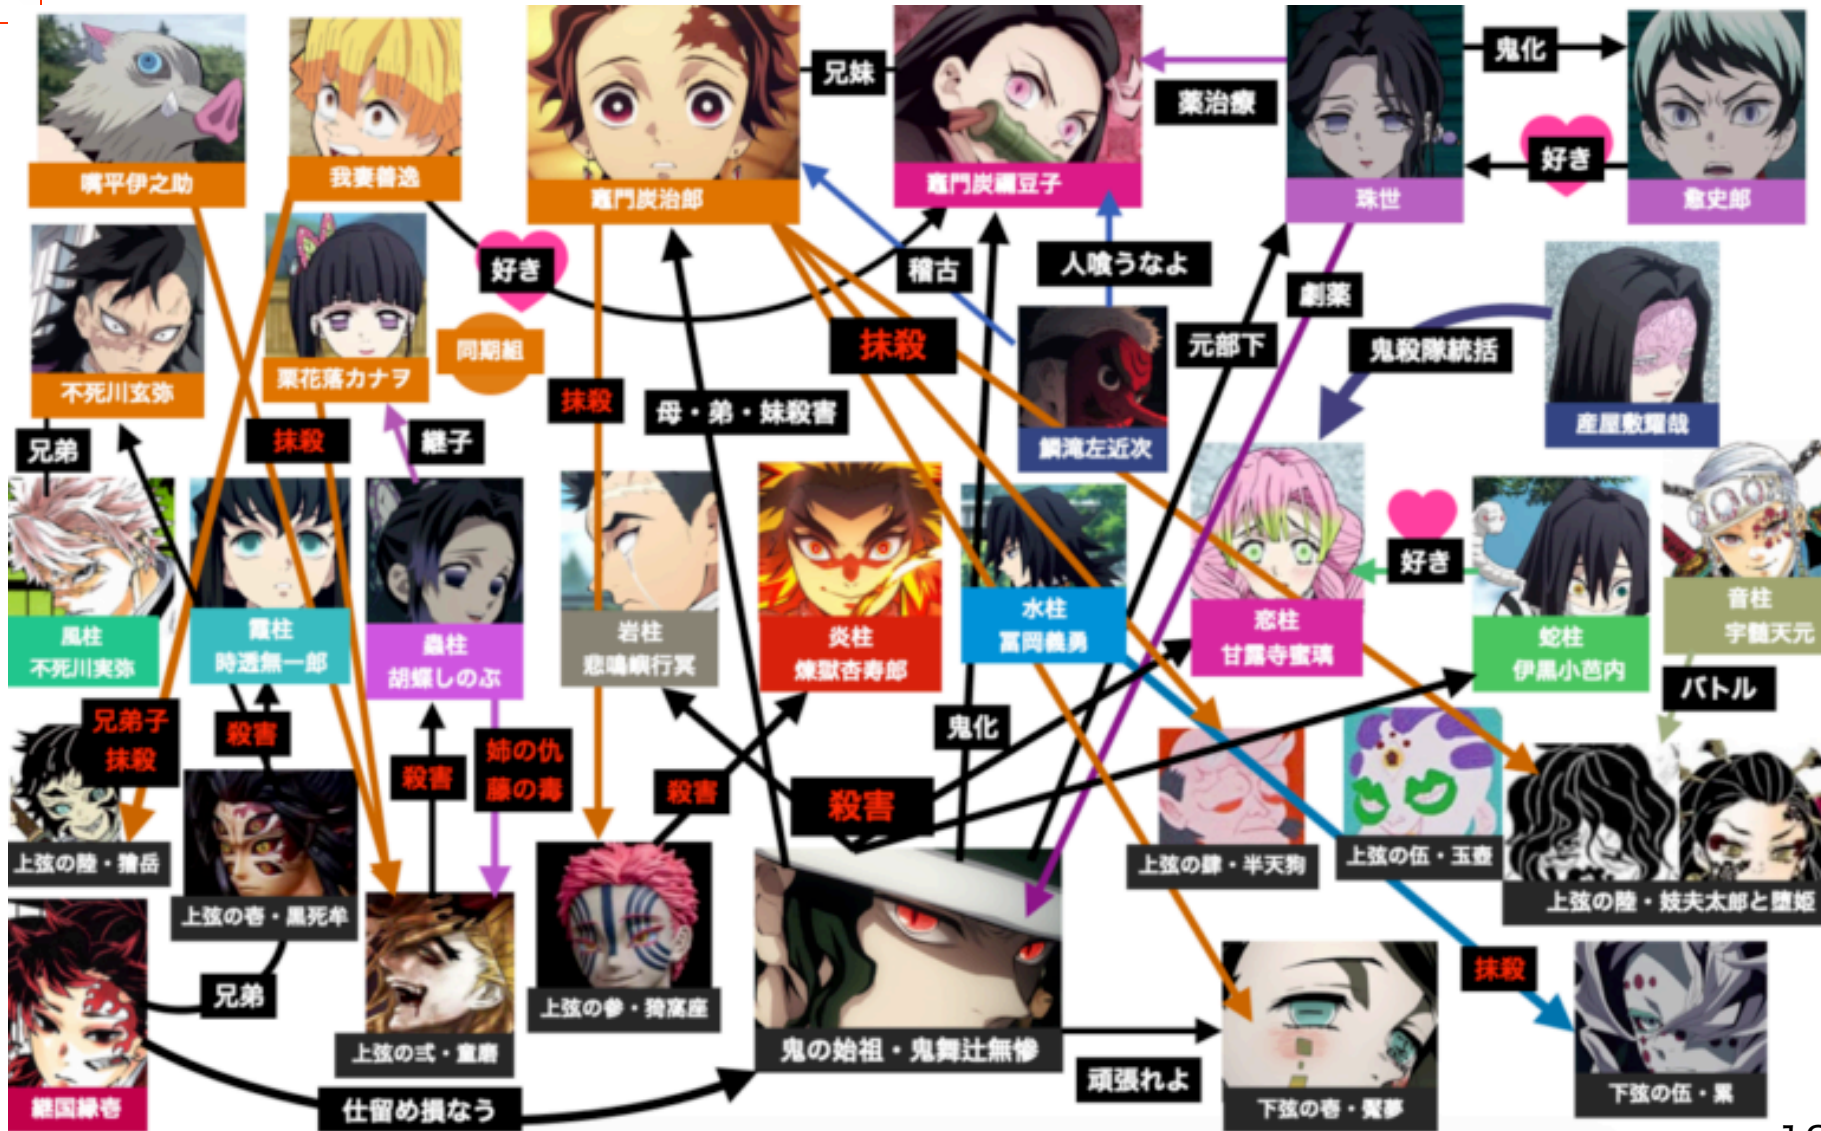 兄妹
鬼化
薬治療
好き
嘴平伊之助
我妻善逸
竈門炭治郎
竈門炭禰豆子
珠世
愈史郎
好き
稽古
人喰うなよ
劇薬
元部下
鬼殺隊統括
抹殺
同期組
不死川玄弥
栗花落カナヲ
抹殺
母・弟・妹殺害
鱗滝左近次
産屋敷耀哉
兄弟
抹殺
継子
好き
風柱
不死川実弥
霞柱
時透無一郎
蟲柱
胡蝶しのぶ
岩柱
悲鳴嶼行冥
炎柱
煉獄杏寿郎
水柱
冨岡義勇
恋柱
甘露寺蜜璃
蛇柱
伊黒小芭内
音柱
宇髄天元
バトル
兄弟子
抹殺
殺害
殺害
姉の仇
藤の毒
殺害
殺害
鬼化
上弦の陸・獪岳
上弦の壱・黒死牟
上弦の肆・半天狗
上弦の伍・玉壺
上弦の陸・妓夫太郎と堕姫
兄弟
上弦の弍・童磨
上弦の参・猗窩座
鬼の始祖・鬼舞辻無惨
頑張れよ
抹殺
継国縁壱
仕留め損なう
下弦の壱・魘夢
下弦の伍・累